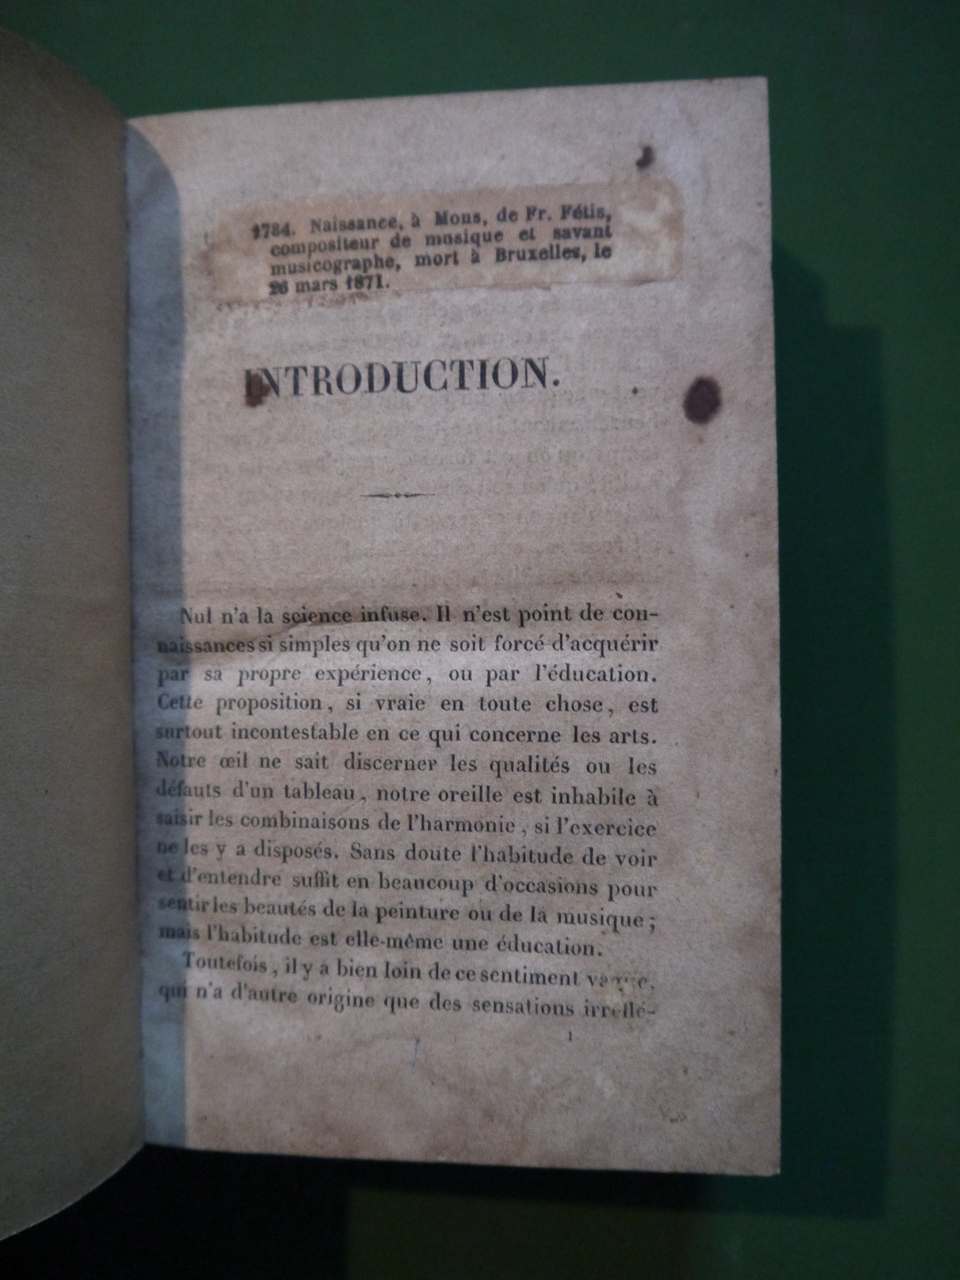 1784. Naissance, à Mons, de Fr. Fétis,
compositeur de musique et savant
musicographe, mort à Bruxelles, le
26 mars 1871.
INTRODUCTION.
Nul n'a la science infuse. Il n'est point de con-
naissances si simples qu'on ne soit forcé d'acquérir
par sa propre expérience, ou par l'éducation.
Cette proposition, si vraie en toute chose, est
surtout incontestable en ce qui concerne les arts.
Notre œil ne sait discerner les qualités ou les
défauts d'un tableau, notre oreille est inhabile à
saisir les combinaisons de l'harmonie, si l'exercice
ne les y a disposés. Sans doute l'habitude de voir
et d'entendre suffit en beaucoup d'occasions pour
sentir les beautés de la peinture ou de la musique;
mais l'habitude est elle-même une éducation.
Toutefois, il y a bien loin de ce sentiment vague,
qui n'a d'autre origine que des sensations irréflé-
1